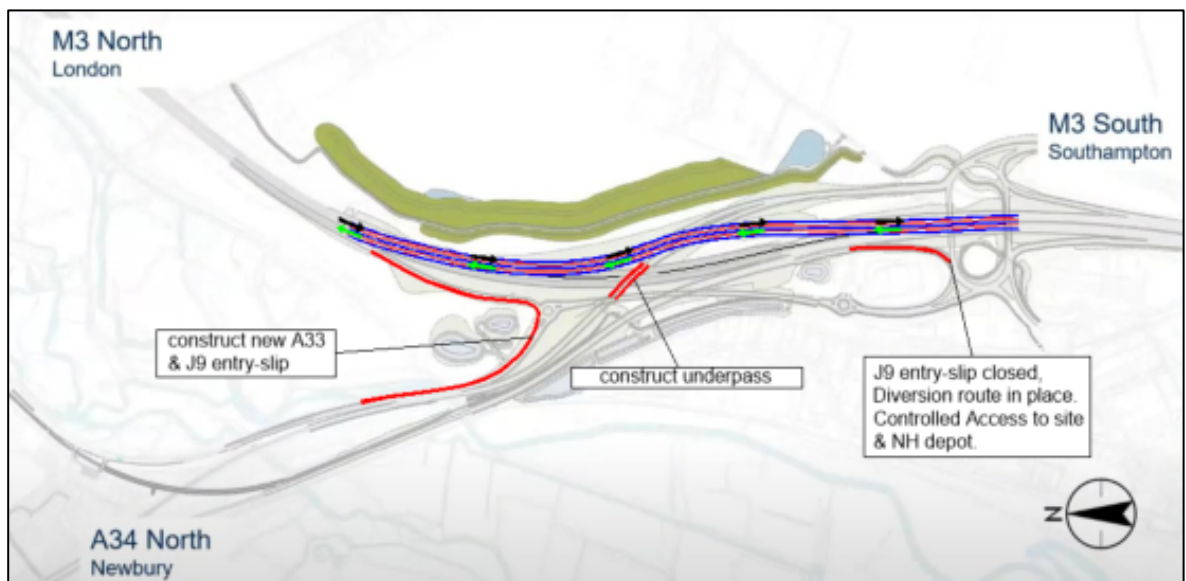 M3 North
London
M3 South
Southampton
construct new A33
& J9 entry-slip
construct underpass
J9 entry-slip closed,
Diversion route in place.
Controlled Access to site
& NH depot.
N
A34 North
Newbury